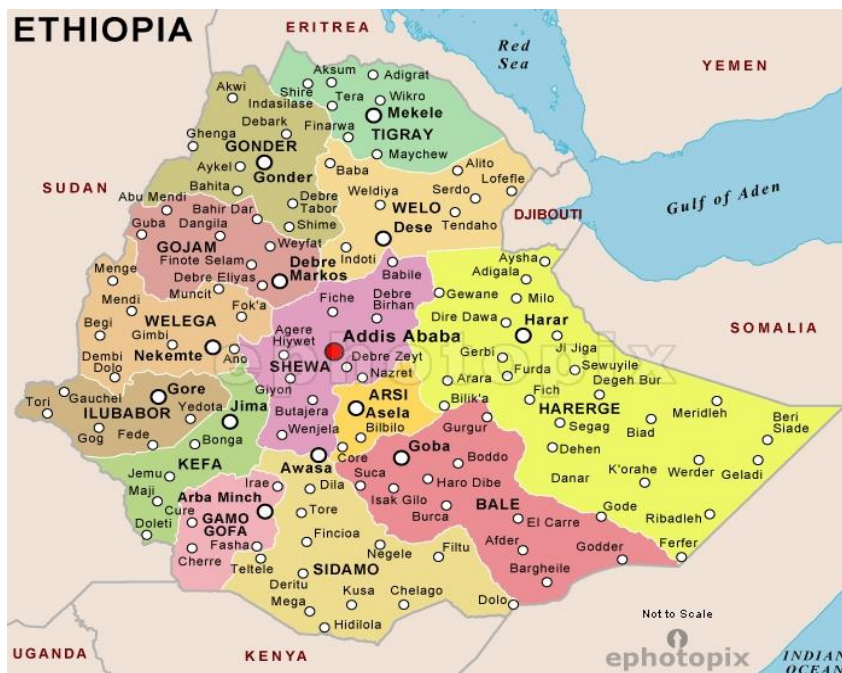 ETHIOPIA
ERITREA
Red
Sea
YEMEN
Aksum
Adigrat
Akwi
Shire
Indasilase
Tera
Wikro
Mekele
Debark
Finarwa
TIGRAY
Ghenga
GONDER
Maychew
Aykel
Gonder
Baba
Alito
SUDAN
Bahita
Weldiya
Serdo
Lofefle
Abu Mendi
Debre
Tabor
WELO
Gulf of Aden
Guba
Bahir Dar
Dangila
Shime
Dese
Tendaho
DJIBOUTI
GOJAM
Weyfat
Indoti
Finote Selam
Debre
Markos
Babile
Aysha
Menge
Debre Eliyas
Adigala
Muncit
Fiche
Debre
Birhan
Gewane
Milo
Mendi
Fok'a
WELEGA
Dire Dawa
Harar
SOMALIA
Begi
Gimbi
Agere
Hiywet
Addis Ababa
Nekemte
Ano
Debre Zeyt
Gerbi
Ji Jiga
Dembi
Dolo
SHEWA
Nazret
Furda
Sewuyile
ephotopix
Giyon
Arara
Degeh Bur
Gore
ARSI
Fich
Gauchel
Jima
Asela
Bilik'a
HARERGE
Meridleh
Tori
ILUBABOR
Yedota
Butajera
Gurgur
Segag
Biad
Beri
Siade
Gog
Fede
Wenjela
Bilbilo
Bonga
Core
Goba
Dehen
KEFA
Awasa
Boddo
Jemu
Suca
Danar
K'orahe
Werder
Geladi
Maji
Irae
Dila
Haro Dibe
Arba Minch
Isak Gilo
BALE
Cure
Tore
Burca
Gode
Doleti
GAMO
GOFA
El Carre
Ribadleh
Fincioa
Fasha
Negele
Filtu
Afder
Godder
Ferfer
Cherre
Teltele
SIDAMO
Deritu
Bargheile
Mega
Kusa
Chelago
Dolo
Hidilola
Not to Scale
UGANDA
KENYA
ephotopix
INDIAN
OCEAN